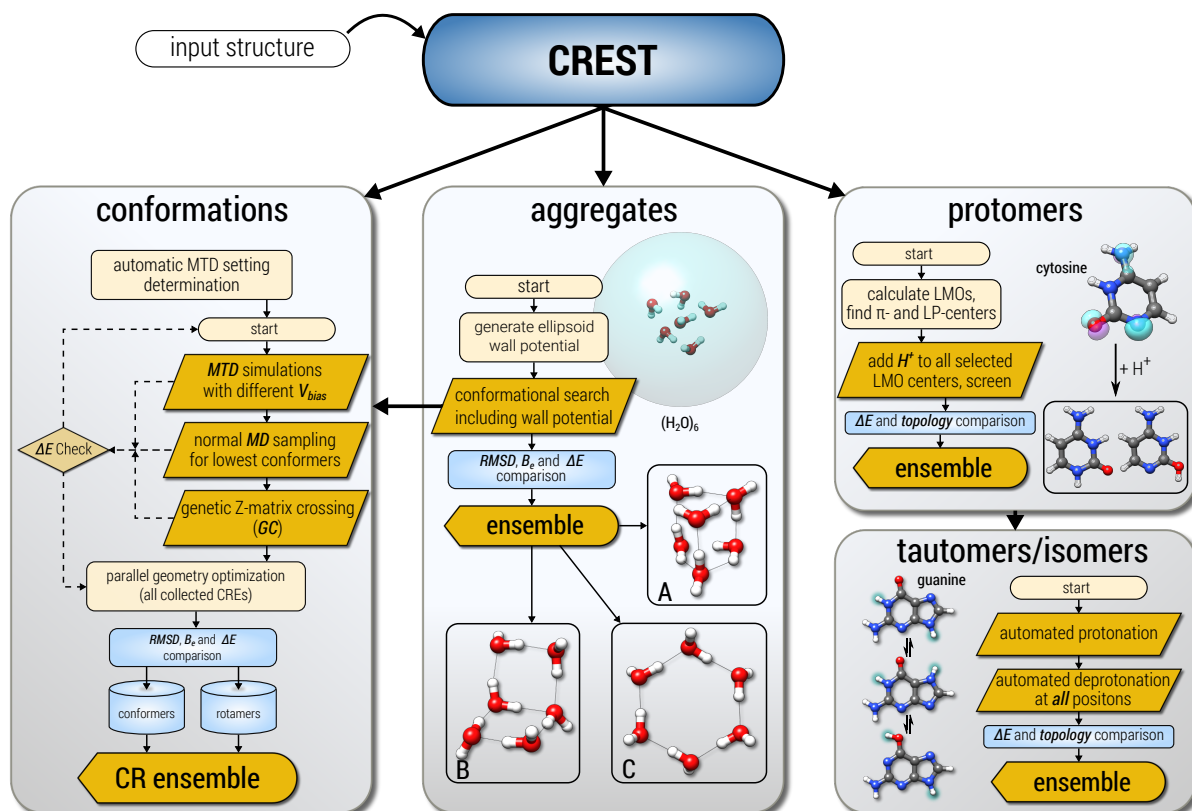 input structure
CREST
conformations
automatic MTD setting
determination
start
MTD simulations
with different Vbias
normal MD sampling
for lowest conformers
ΔE Check
genetic Z-matrix crossing
(GC)
parallel geometry optimization
(all collected CREs)
RMSD, Be and ΔE
comparison
conformers
rotamers
CR ensemble
aggregates
start
generate ellipsoid
wall potential
conformational search
including wall potential
(H2O)6
RMSD, Be and ΔE
comparison
ensemble
A
B
C
protomers
start
calculate LMOs,
find π- and LP-centers
add H+ to all selected
LMO centers, screen
ΔE and topology comparison
ensemble
cytosine
+ H+
tautomers/isomers
guanine
start
automated protonation
automated deprotonation
at all positons
ΔE and topology comparison
ensemble